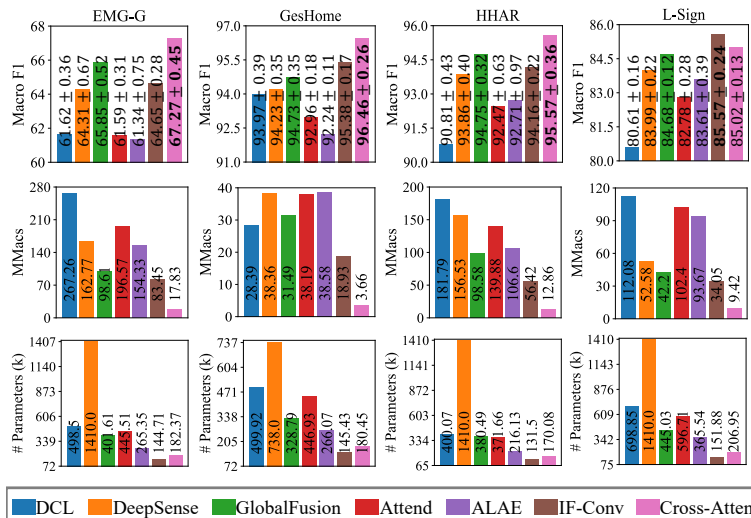 EMG-G
GesHome
HHAR
L-Sign
Macro F1
68
66
64
62
60
61.62 ± 0.36
64.31 ± 0.67
65.85 ± 0.52
61.59 ± 0.31
61.34 ± 0.75
64.65 ± 0.28
67.27 ± 0.45
Macro F1
97.0
95.5
94.0
92.5
91.0
93.97 ± 0.39
94.23 ± 0.35
94.73 ± 0.35
92.96 ± 0.18
92.24 ± 0.11
95.38 ± 0.17
96.46 ± 0.26
Macro F1
96.0
94.5
93.0
91.5
90.0
90.81 ± 0.43
93.86 ± 0.40
94.75 ± 0.32
92.47 ± 0.63
92.71 ± 0.97
94.16 ± 0.22
95.57 ± 0.36
Macro F1
86.0
84.5
83.0
81.5
80.0
80.61 ± 0.16
83.99 ± 0.22
84.68 ± 0.12
82.78 ± 0.28
83.61 ± 0.39
85.57 ± 0.24
85.02 ± 0.13
MMacs
280
210
140
70
0
267.26
162.77
98.6
196.57
154.33
83.45
17.83
MMacs
40
30
20
10
0
28.39
38.36
31.49
38.19
38.58
18.93
3.66
MMacs
200
150
100
50
0
181.79
156.53
98.58
139.88
106.6
56.42
12.86
MMacs
120
90
60
30
0
112.08
52.58
42.2
102.4
93.67
34.05
9.42
# Parameters (k)
1407
1140
873
606
339
72
498.5
1410.0
401.61
445.51
265.35
144.71
182.37
# Parameters (k)
737
604
471
338
205
72
499.92
738.0
328.79
446.93
266.07
145.43
180.45
# Parameters (k)
1410
1141
872
603
334
65
400.07
1410.0
380.49
371.66
216.13
131.5
170.08
# Parameters (k)
1410
1143
876
609
342
75
698.85
1410.0
445.03
596.71
365.54
151.88
206.95
DCL DeepSense GlobalFusion Attend ALAE IF-Conv Cross-Atten